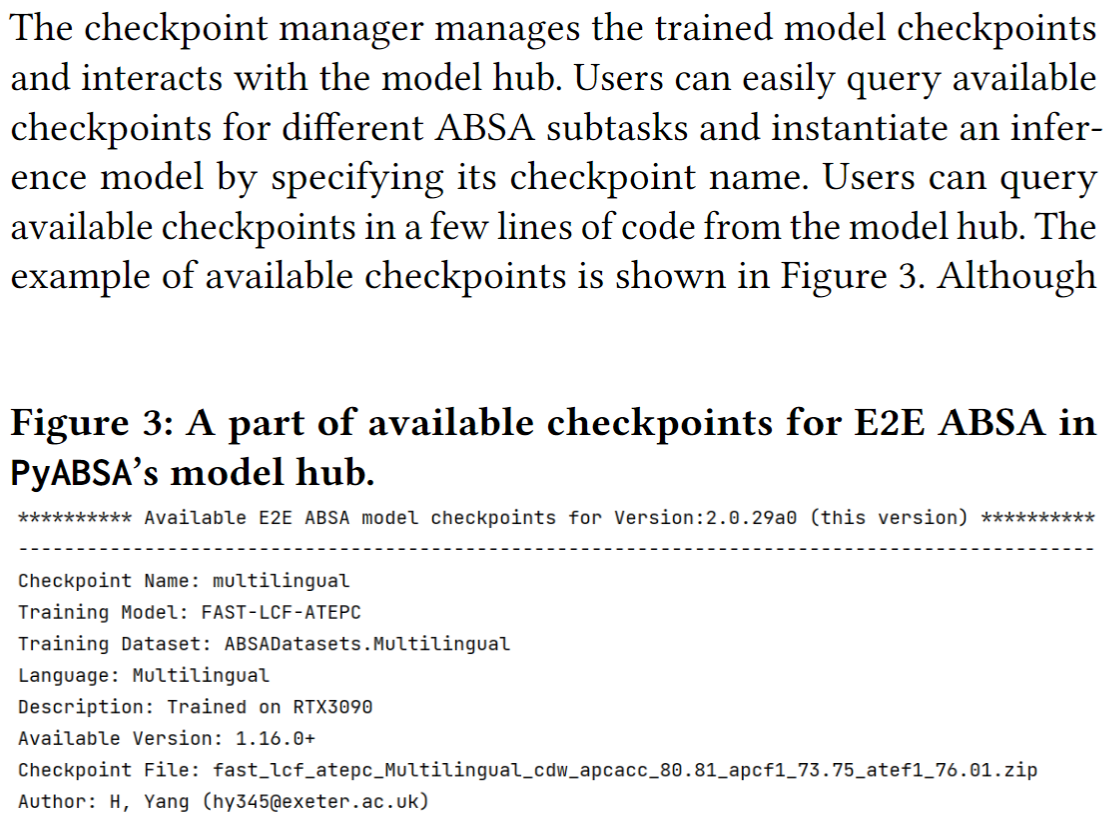 The checkpoint manager manages the trained model checkpoints
and interacts with the model hub. Users can easily query available
checkpoints for different ABSA subtasks and instantiate an infer-
ence model by specifying its checkpoint name. Users can query
available checkpoints in a few lines of code from the model hub. The
example of available checkpoints is shown in Figure 3. Although
Figure 3: A part of available checkpoints for E2E ABSA in
PyABSA's model hub.
********** Available E2E ABSA model checkpoints for Version:2.0.29a0 (this version) **********
----------------------------------------------------------------------------------------------
Checkpoint Name: multilingual
Training Model: FAST-LCF-ATEPC
Training Dataset: ABSADatasets.Multilingual
Language: Multilingual
Description: Trained on RTX3090
Available Version: 1.16.0+
Checkpoint File: fast_lcf_atepc_Multilingual_cdw_apcacc_80.81_apcf1_73.75_atef1_76.01.zip
Author: H, Yang (hy345@exeter.ac.uk)